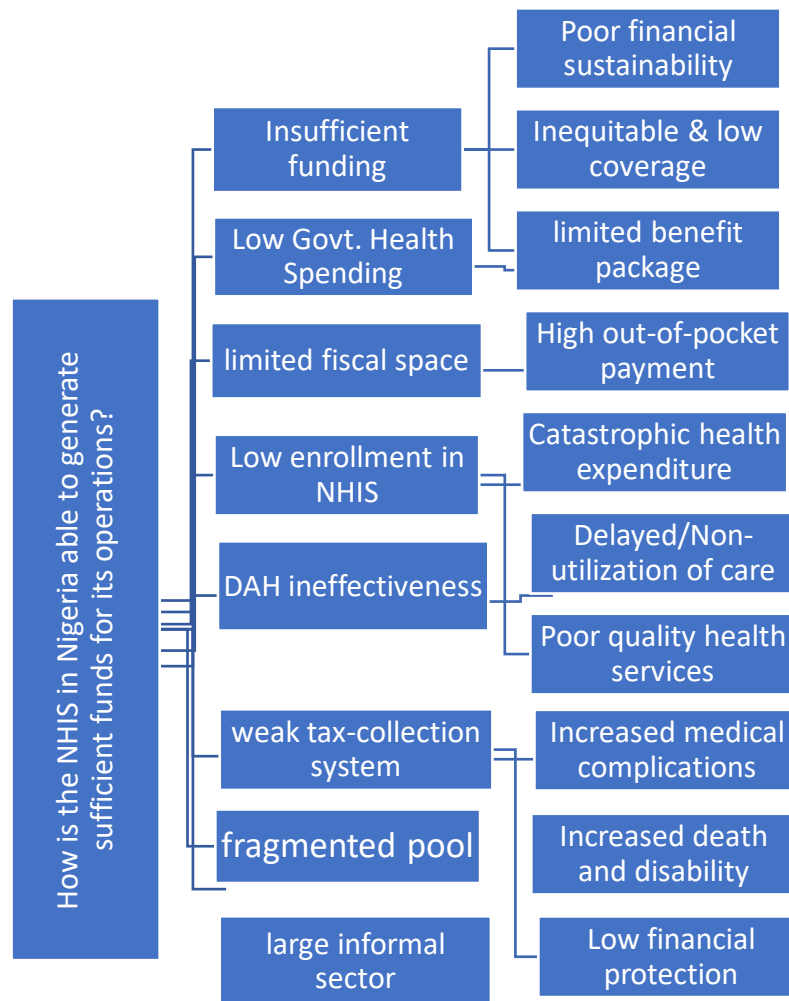 How is the NHIS in Nigeria able to generate
sufficient funds for its operations?
Insufficient
funding
Low Govt. Health
Spending
limited fiscal space
Low enrollment in
NHIS
DAH ineffectiveness
weak tax-collection
system
fragmented pool
large informal
sector
Poor financial
sustainability
Inequitable & low
coverage
limited benefit
package
High out-of-pocket
payment
Catastrophic health
expenditure
Delayed/Non-
utilization of care
Poor quality health
services
Increased medical
complications
Increased death
and disability
Low financial
protection